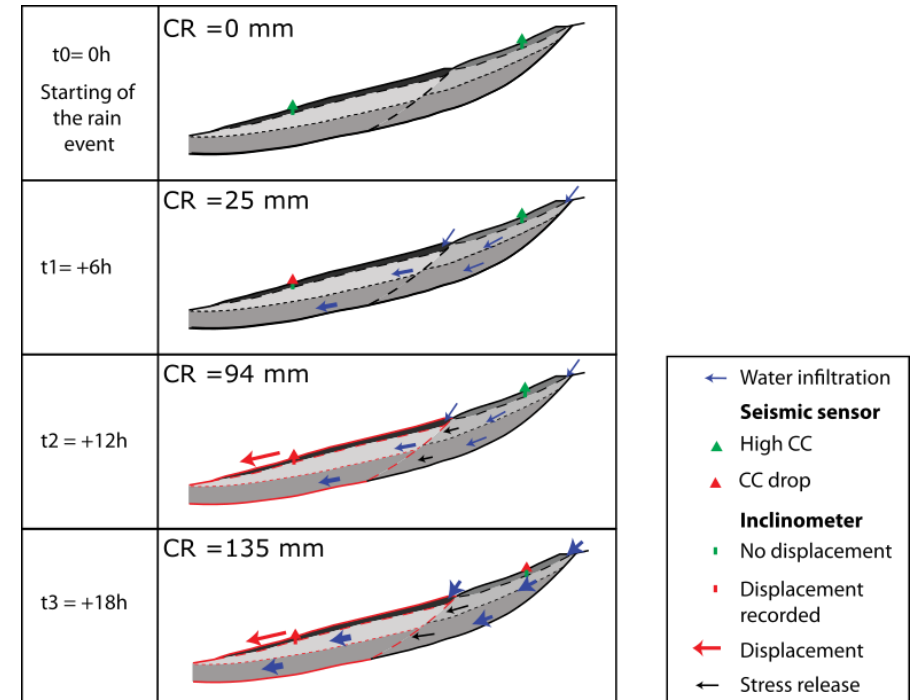 t0= 0h
Starting of
the rain
event
CR =0 mm
t1= +6h
CR =25 mm
t2 = +12h
CR =94 mm
t3 = +18h
CR =135 mm
Water infiltration
Seismic sensor
High CC
CC drop
Inclinometer
No displacement
Displacement
recorded
Displacement
Stress release